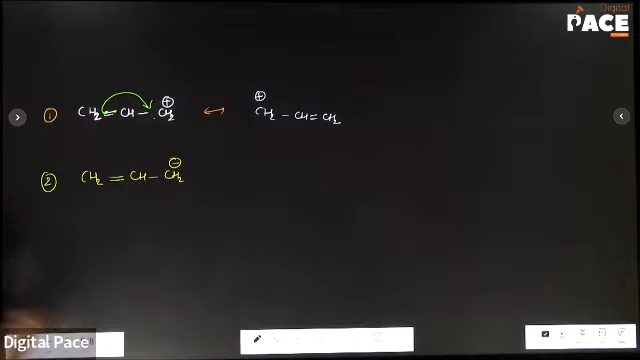 Digital
PACE
① CH₂ = CH – CH₂⊕ ↔ ⊕CH₂ – CH = CH₂
② CH₂ = CH – CH₂⊖
Digital Pace